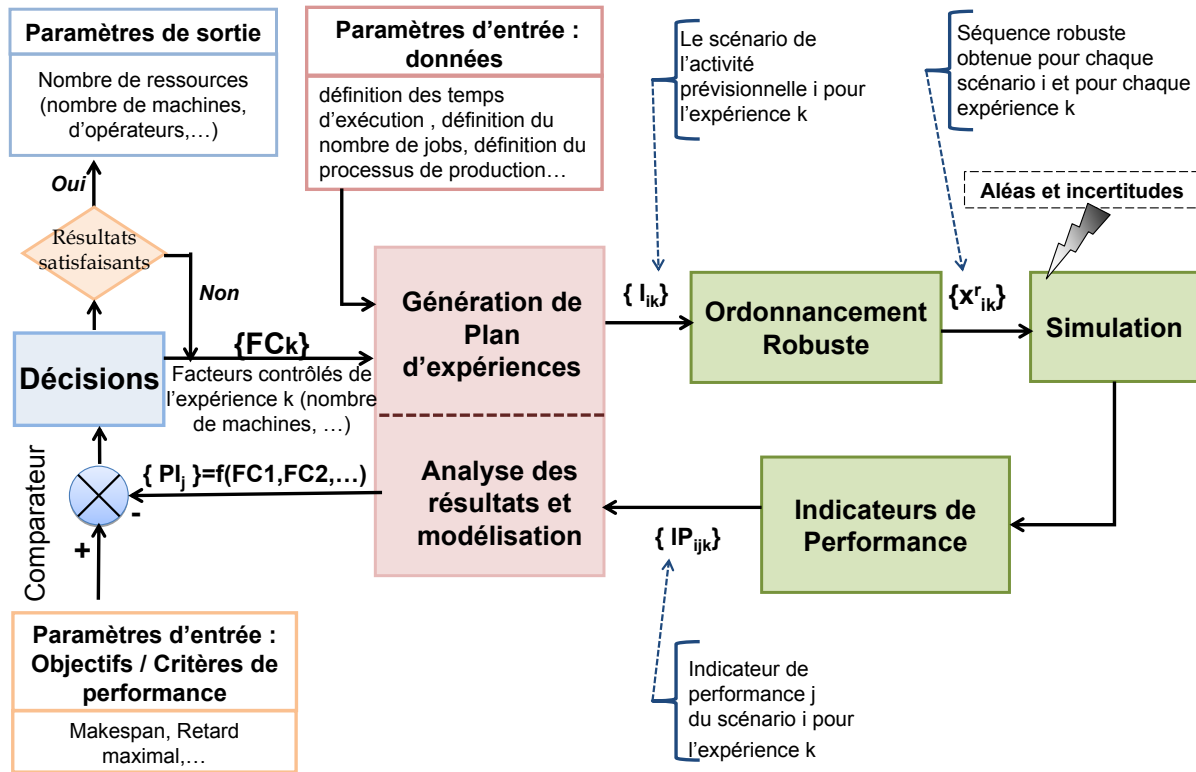 Paramètres de sortie
Nombre de ressources
(nombre de machines,
d'opérateurs,…)
Paramètres d'entrée :
données
définition des temps
d'exécution , définition du
nombre de jobs, définition du
processus de production…
Le scénario de
l'activité
prévisionnelle i pour
l'expérience k
Séquence robuste
obtenue pour chaque
scénario i et pour chaque
expérience k
Oui
Aléas et incertitudes
Résultats
satisfaisants
Non
Génération de
Plan
d'expériences
{ I_ik}
Ordonnancement
Robuste
{x^r_ik}
Simulation
Décisions
{FCk}
Facteurs contrôlés de
l'expérience k (nombre
de machines, …)
Comparateur
{ PI_j }=f(FC1,FC2,…)
-
+
Analyse des
résultats et
modélisation
{ IP_ijk}
Indicateurs de
Performance
Paramètres d'entrée :
Objectifs / Critères de
performance
Makespan, Retard
maximal,…
Indicateur de
performance j
du scénario i pour
l'expérience k